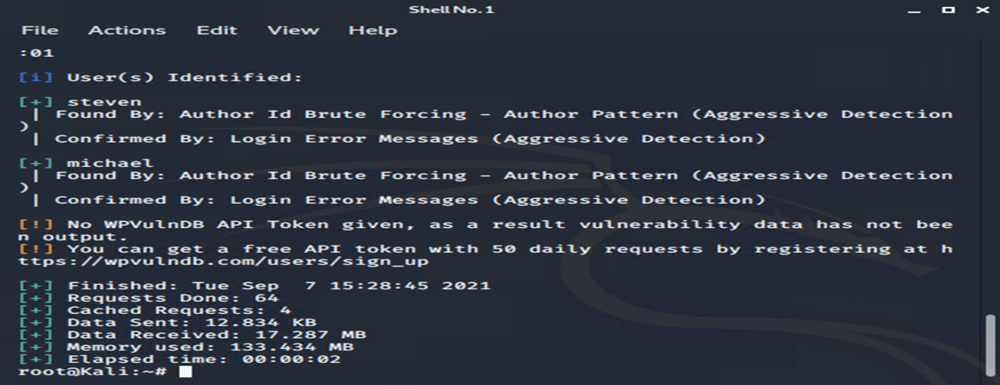 Shell No. 1
File Actions Edit View Help
:01
[i] User(s) Identified:
[+] steven
 | Found By: Author Id Brute Forcing - Author Pattern (Aggressive Detection
)
 | Confirmed By: Login Error Messages (Aggressive Detection)
[+] michael
 | Found By: Author Id Brute Forcing - Author Pattern (Aggressive Detection
)
 | Confirmed By: Login Error Messages (Aggressive Detection)
[!] No WPVulnDB API Token given, as a result vulnerability data has not bee
n output.
[!] You can get a free API token with 50 daily requests by registering at h
ttps://wpvulndb.com/users/sign_up
[+] Finished: Tue Sep  7 15:28:45 2021
[+] Requests Done: 64
[+] Cached Requests: 4
[+] Data Sent: 12.834 KB
[+] Data Received: 17.287 MB
[+] Memory used: 133.434 MB
[+] Elapsed time: 00:00:02
root@Kali:~#